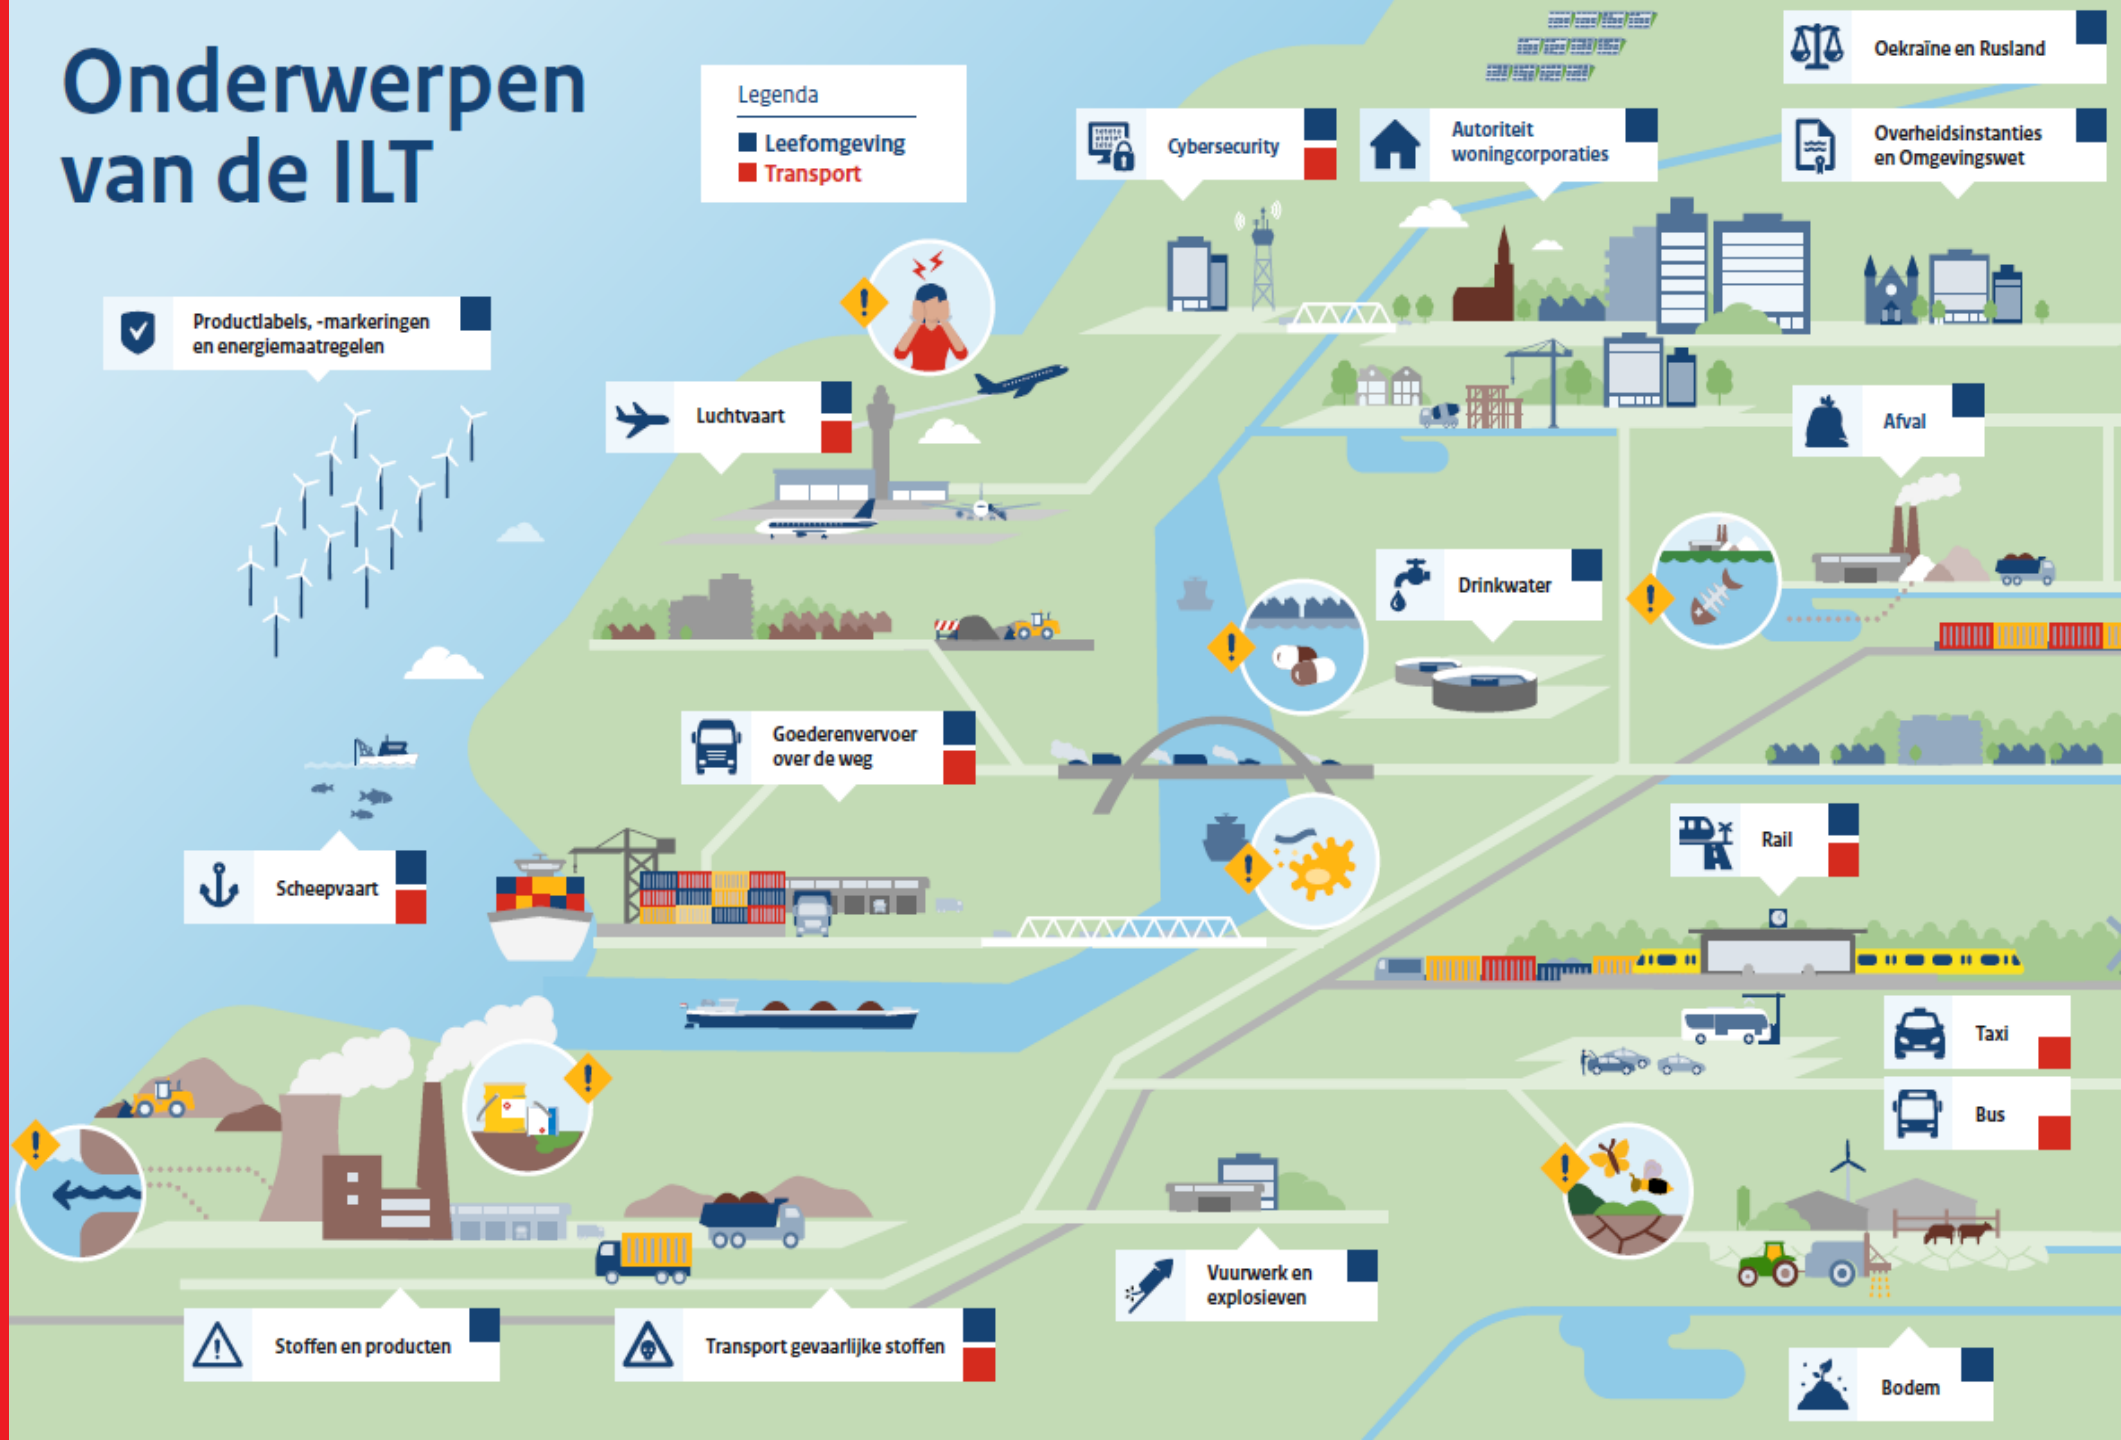 Onderwerpen
van de ILT
Legenda
Leefomgeving
Transport
Oekraïne en Rusland
Cybersecurity
Autoriteit
woningcorporaties
Overheidsinstanties
en Omgevingswet
Productlabels, -markeringen
en energiemaatregelen
Luchtvaart
Afval
Drinkwater
Goederenvervoer
over de weg
Scheepvaart
Rail
Taxi
Bus
Vuurwerk en
explosieven
Stoffen en producten
Transport gevaarlijke stoffen
Bodem